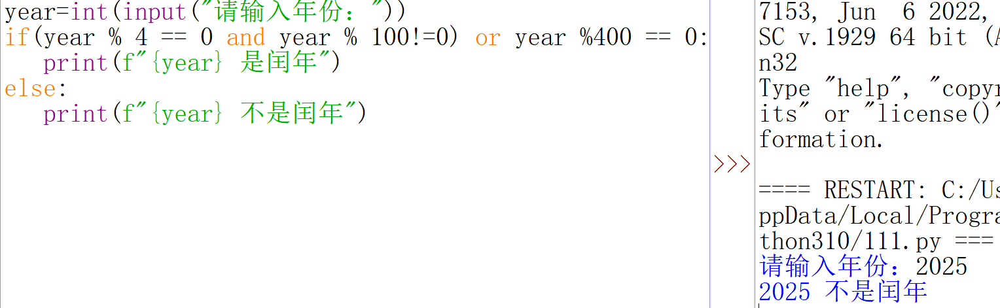 year=int(input("请输入年份："))
if(year % 4 == 0 and year % 100!=0) or year %400 == 0:
   print(f"{year} 是闰年")
else:
   print(f"{year} 不是闰年")
>>>
7153, Jun  6 2022,
SC v.1929 64 bit (A
n32
Type "help", "copyr
its" or "license()"
formation.
==== RESTART: C:/Us
ppData/Local/Progra
thon310/111.py ===
请输入年份：2025
2025 不是闰年